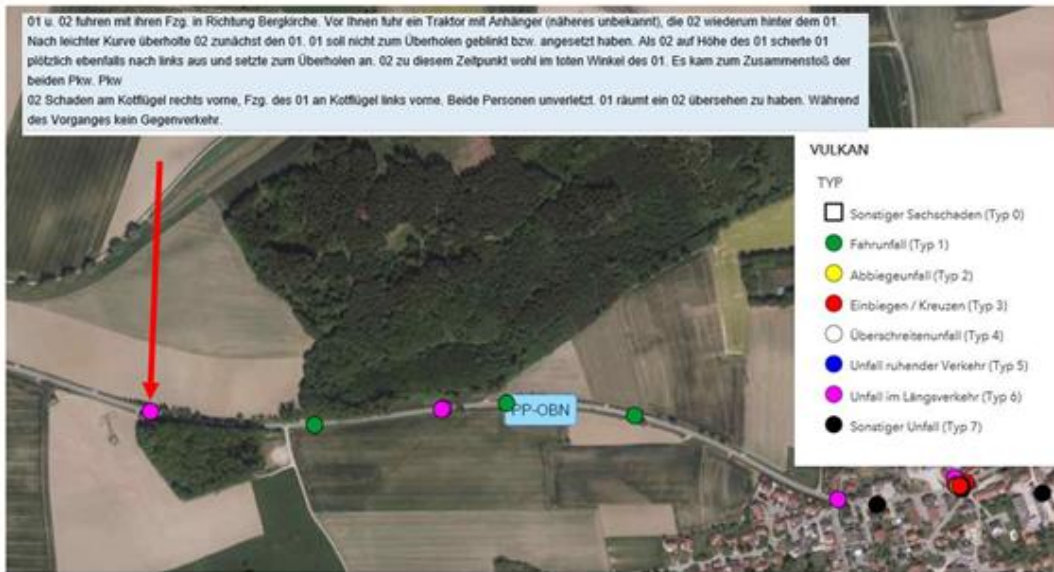 01 u. 02 fuhren mit ihren Fzg. in Richtung Bergkirche. Vor Ihnen fuhr ein Traktor mit Anhänger (näheres unbekannt), die 02 wiederum hinter dem 01.
Nach leichter Kurve überholte 02 zunächst den 01. 01 soll nicht zum Überholen geblinkt bzw. angesetzt haben. Als 02 auf Höhe des 01 scherte 01
plötzlich ebenfalls nach links aus und setzte zum Überholen an. 02 zu diesem Zeitpunkt wohl im toten Winkel des 01. Es kam zum Zusammenstoß der
beiden Pkw. Pkw
02 Schaden am Kotflügel rechts vorne, Fzg. des 01 an Kotflügel links vorne. Beide Personen unverletzt. 01 räumt ein 02 übersehen zu haben. Während
des Vorganges kein Gegenverkehr.
VULKAN
TYP
Sonstiger Sachschaden (Typ 0)
Fahrunfall (Typ 1)
Abbiegeunfall (Typ 2)
Einbiegen / Kreuzen (Typ 3)
Überschreitenunfall (Typ 4)
Unfall ruhender Verkehr (Typ 5)
Unfall im Längsverkehr (Typ 6)
Sonstiger Unfall (Typ 7)
PP-OBN